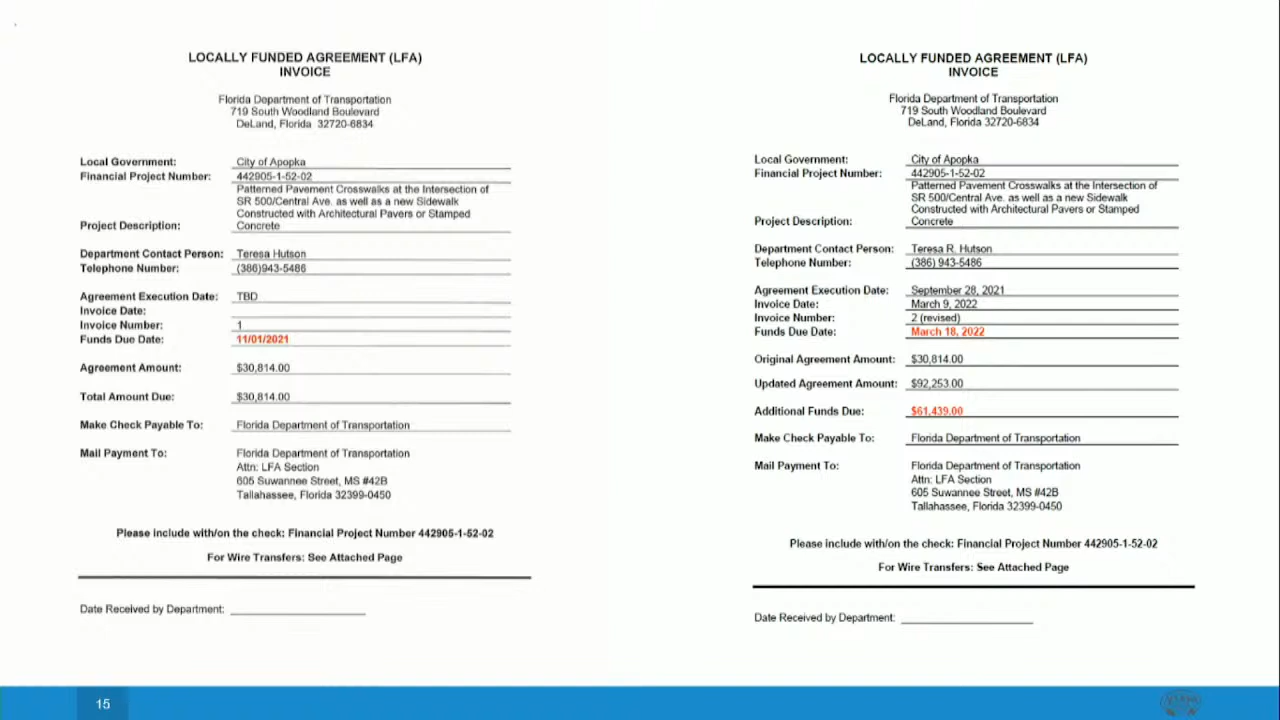 LOCALLY FUNDED AGREEMENT (LFA)
INVOICE
Florida Department of Transportation
719 South Woodland Boulevard
DeLand, Florida 32720-6834
Local Government: City of Apopka
Financial Project Number: 442905-1-52-02
Patterned Pavement Crosswalks at the Intersection of
SR 500/Central Ave. as well as a new Sidewalk
Constructed with Architectural Pavers or Stamped
Project Description: Concrete
Department Contact Person: Teresa Hutson
Telephone Number: (386)943-5486
Agreement Execution Date: TBD
Invoice Date:
Invoice Number: 1
Funds Due Date: 11/01/2021
Agreement Amount: $30,814.00
Total Amount Due: $30,814.00
Make Check Payable To: Florida Department of Transportation
Mail Payment To: Florida Department of Transportation
Attn: LFA Section
605 Suwannee Street, MS #42B
Tallahassee, Florida 32399-0450
Please include with/on the check: Financial Project Number 442905-1-52-02
For Wire Transfers: See Attached Page
Date Received by Department:
LOCALLY FUNDED AGREEMENT (LFA)
INVOICE
Florida Department of Transportation
719 South Woodland Boulevard
DeLand, Florida 32720-6834
Local Government: City of Apopka
Financial Project Number: 442905-1-52-02
Patterned Pavement Crosswalks at the Intersection of
SR 500/Central Ave. as well as a new Sidewalk
Constructed with Architectural Pavers or Stamped
Project Description: Concrete
Department Contact Person: Teresa R. Hutson
Telephone Number: (386) 943-5486
Agreement Execution Date: September 28, 2021
Invoice Date: March 9, 2022
Invoice Number: 2 (revised)
Funds Due Date: March 18, 2022
Original Agreement Amount: $30,814.00
Updated Agreement Amount: $92,253.00
Additional Funds Due: $61,439.00
Make Check Payable To: Florida Department of Transportation
Mail Payment To: Florida Department of Transportation
Attn: LFA Section
605 Suwannee Street, MS #42B
Tallahassee, Florida 32399-0450
Please include with/on the check: Financial Project Number 442905-1-52-02
For Wire Transfers: See Attached Page
Date Received by Department:
15